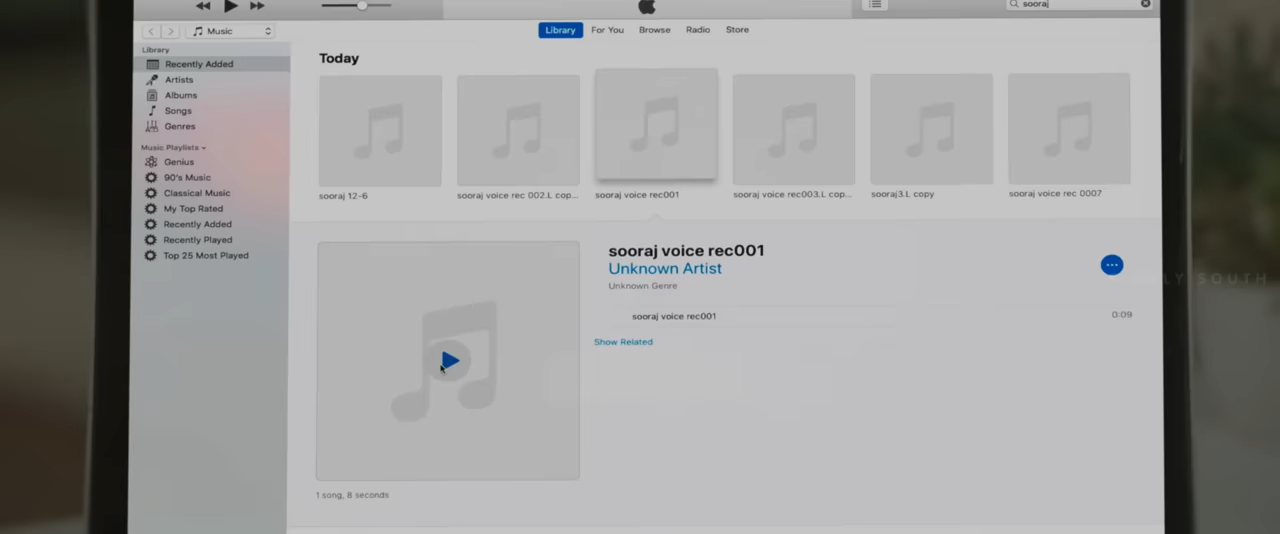 sooraj
Music
Library For You Browse Radio Store
Library
Recently Added
Artists
Albums
Songs
Genres
Music Playlists
Genius
90's Music
Classical Music
My Top Rated
Recently Added
Recently Played
Top 25 Most Played
Today
sooraj 12-6
sooraj voice rec 002.L cop...
sooraj voice rec001
sooraj voice rec003.L cop...
sooraj3.L copy
sooraj voice rec 0007
sooraj voice rec001
Unknown Artist
Unknown Genre
sooraj voice rec001 0:09
Show Related
1 song, 8 seconds
LY SOUTH